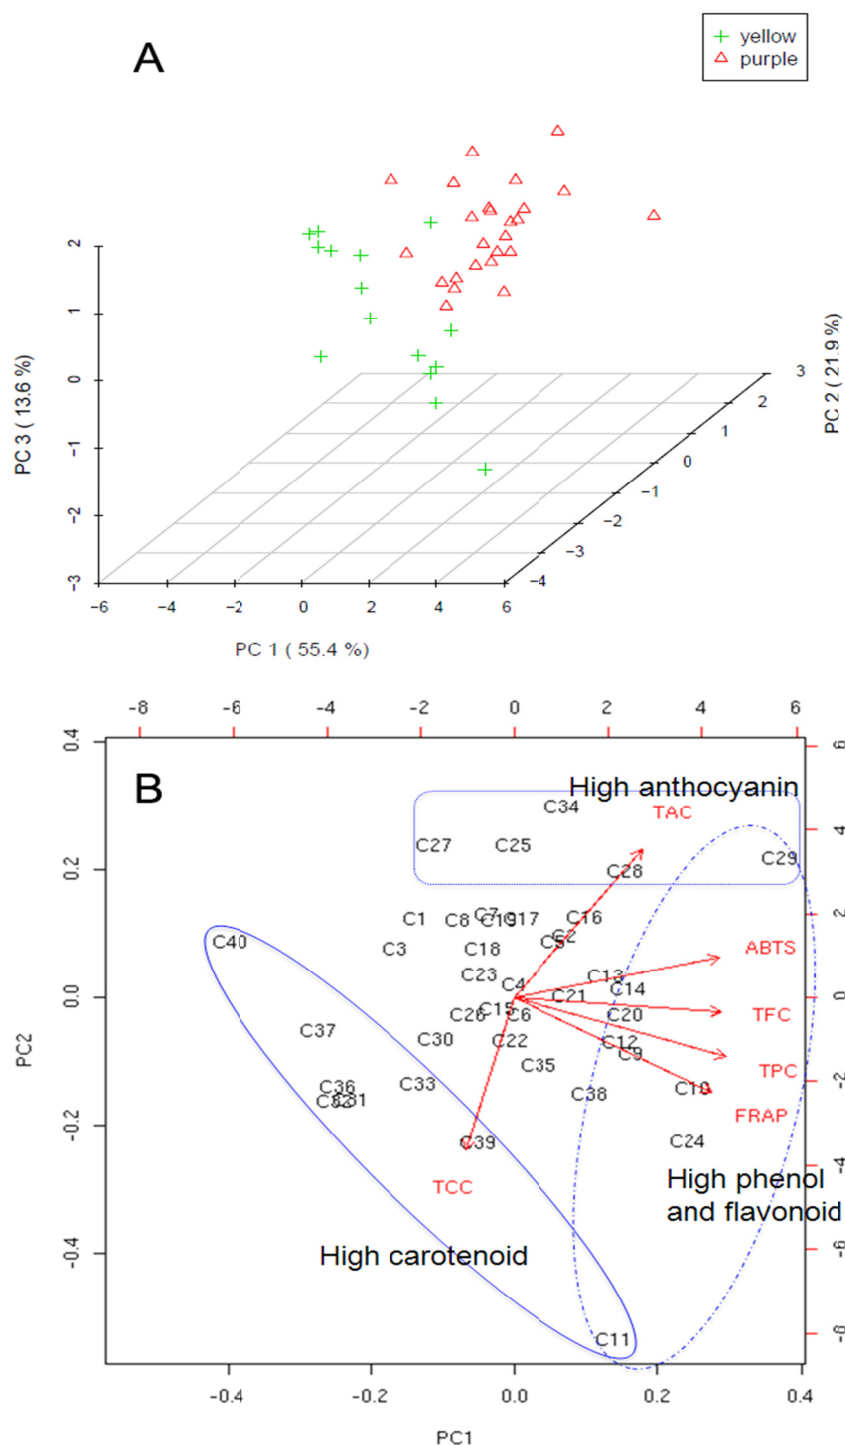 A
yellow
purple
2
1
0
−1
−2
−3
PC 3 ( 13.6 %)
3
2
1
0
−1
−2
−3
−4
PC 2 ( 21.9 %)
−6
−4
−2
0
2
4
6
PC 1 ( 55.4 %)
-8
-6
-4
-2
0
2
4
6
B
High anthocyanin
C34
TAC
C27
C25
C29
C28
C1
C8
C7
C19
C17
C16
C40
C3
C18
C5
C2
ABTS
C23
C4
C13
C14
C21
C26
C15
C6
C20
TFC
C37
C30
C22
C12
C9
C35
TPC
C36
C33
C38
C10
C32
C31
FRAP
C39
C24
TCC
High phenol
and flavonoid
High carotenoid
C11
0.4
0.2
0.0
-0.2
-0.4
PC2
6
4
2
0
-2
-4
-6
-8
-0.4
-0.2
0.0
0.2
0.4
PC1